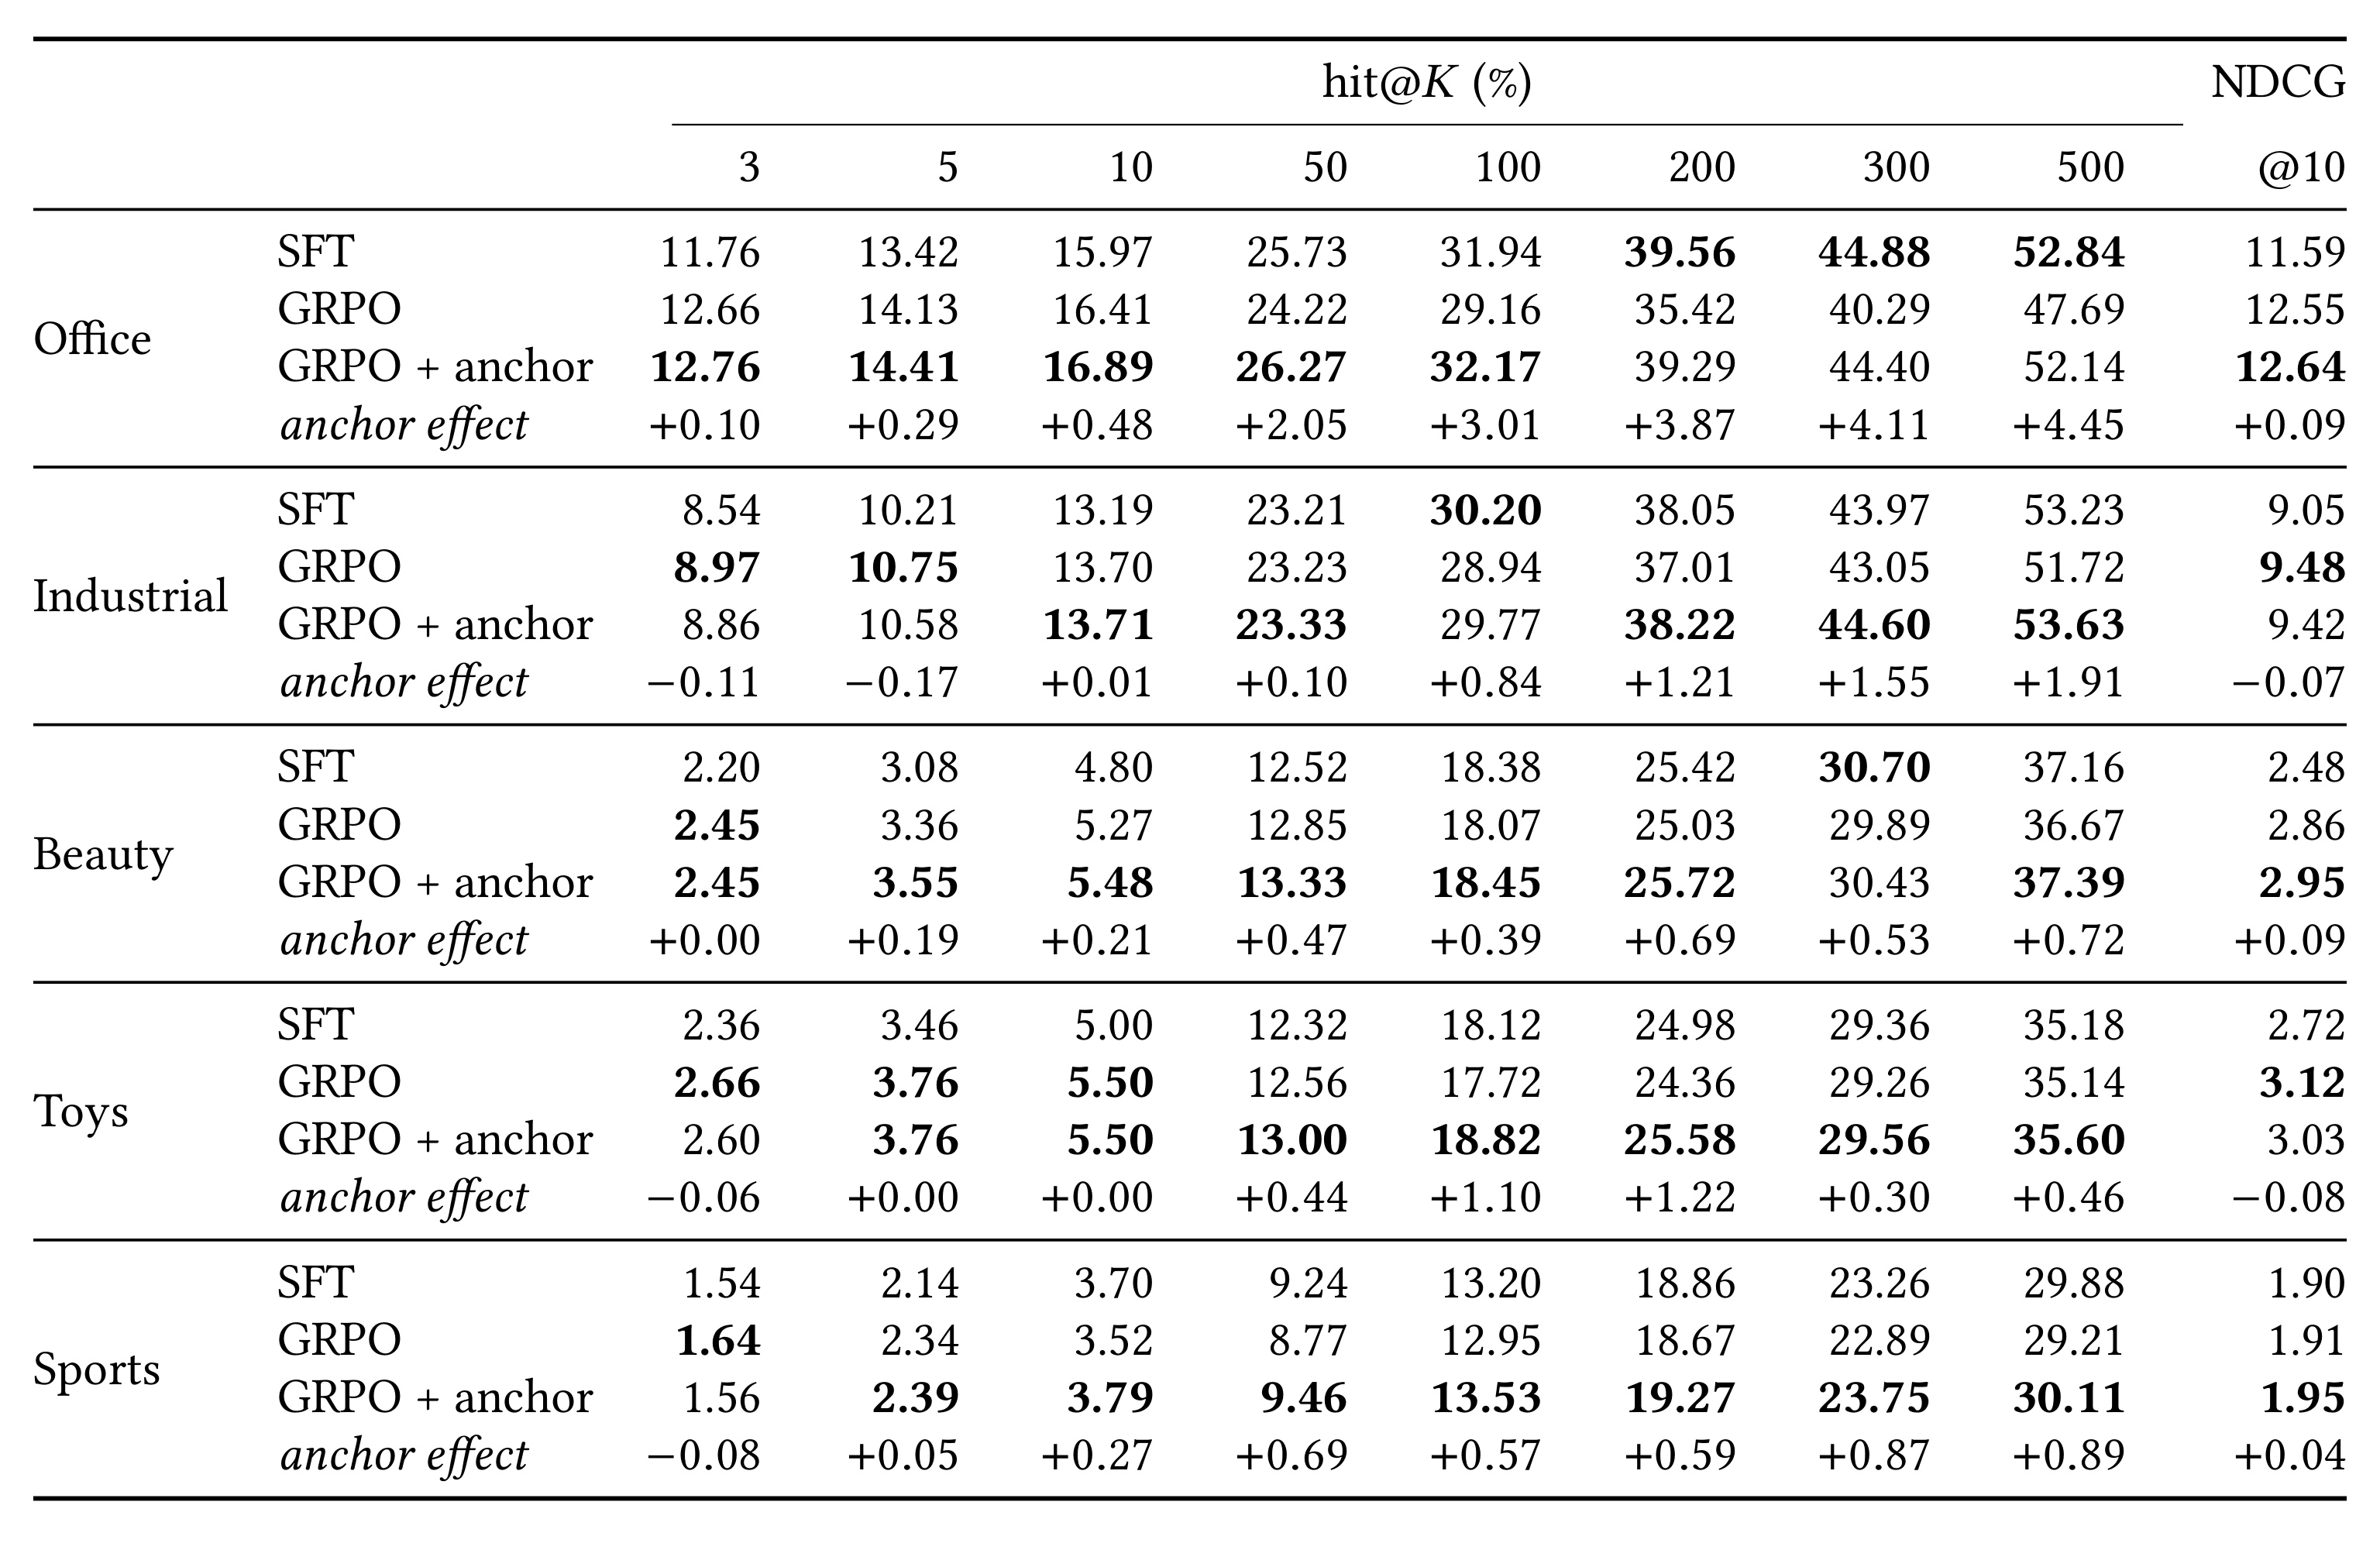 hit@K (%) NDCG
3 5 10 50 100 200 300 500 @10
Office
SFT 11.76 13.42 15.97 25.73 31.94 39.56 44.88 52.84 11.59
GRPO 12.66 14.13 16.41 24.22 29.16 35.42 40.29 47.69 12.55
GRPO + anchor 12.76 14.41 16.89 26.27 32.17 39.29 44.40 52.14 12.64
anchor effect +0.10 +0.29 +0.48 +2.05 +3.01 +3.87 +4.11 +4.45 +0.09
Industrial
SFT 8.54 10.21 13.19 23.21 30.20 38.05 43.97 53.23 9.05
GRPO 8.97 10.75 13.70 23.23 28.94 37.01 43.05 51.72 9.48
GRPO + anchor 8.86 10.58 13.71 23.33 29.77 38.22 44.60 53.63 9.42
anchor effect −0.11 −0.17 +0.01 +0.10 +0.84 +1.21 +1.55 +1.91 −0.07
Beauty
SFT 2.20 3.08 4.80 12.52 18.38 25.42 30.70 37.16 2.48
GRPO 2.45 3.36 5.27 12.85 18.07 25.03 29.89 36.67 2.86
GRPO + anchor 2.45 3.55 5.48 13.33 18.45 25.72 30.43 37.39 2.95
anchor effect +0.00 +0.19 +0.21 +0.47 +0.39 +0.69 +0.53 +0.72 +0.09
Toys
SFT 2.36 3.46 5.00 12.32 18.12 24.98 29.36 35.18 2.72
GRPO 2.66 3.76 5.50 12.56 17.72 24.36 29.26 35.14 3.12
GRPO + anchor 2.60 3.76 5.50 13.00 18.82 25.58 29.56 35.60 3.03
anchor effect −0.06 +0.00 +0.00 +0.44 +1.10 +1.22 +0.30 +0.46 −0.08
Sports
SFT 1.54 2.14 3.70 9.24 13.20 18.86 23.26 29.88 1.90
GRPO 1.64 2.34 3.52 8.77 12.95 18.67 22.89 29.21 1.91
GRPO + anchor 1.56 2.39 3.79 9.46 13.53 19.27 23.75 30.11 1.95
anchor effect −0.08 +0.05 +0.27 +0.69 +0.57 +0.59 +0.87 +0.89 +0.04